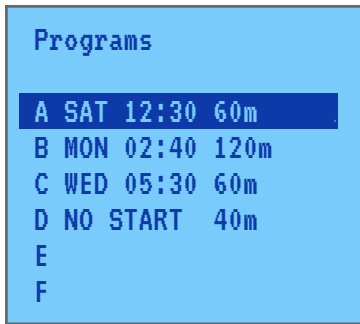 Programs
A SAT 12:30 60m
B MON 02:40 120m
C WED 05:30 60m
D NO START 40m
E
F